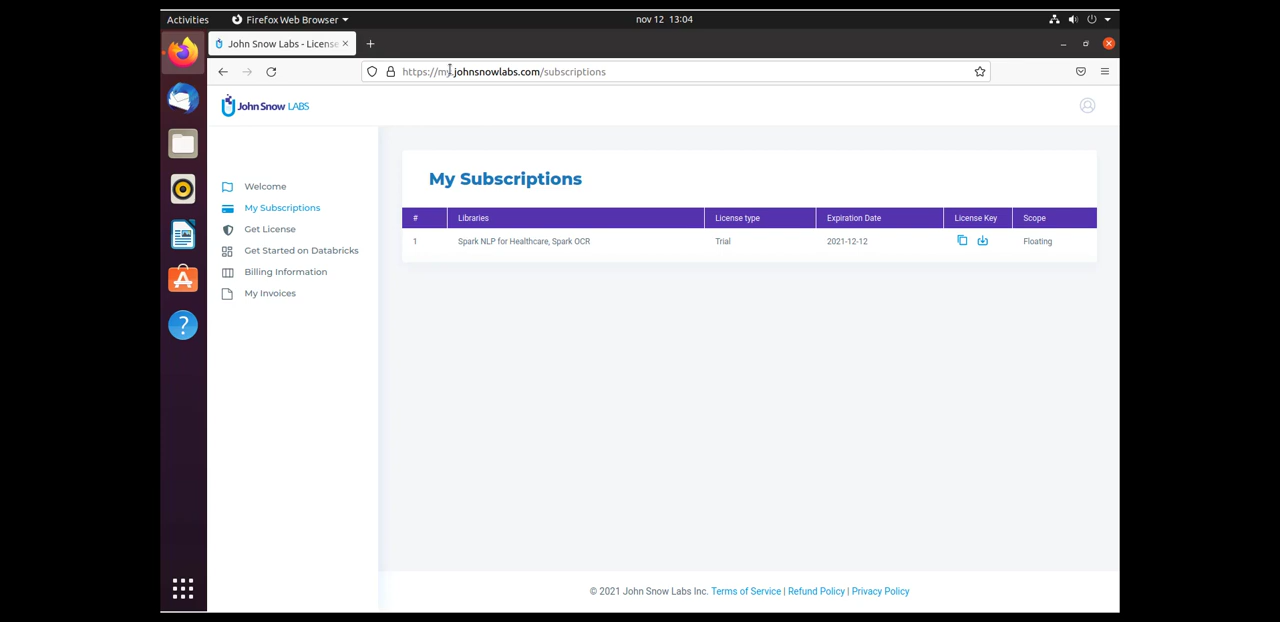 Activities Firefox Web Browser nov 12 13:04
John Snow Labs - License
https://my.johnsnowlabs.com/subscriptions
John Snow LABS
Welcome
My Subscriptions
Get License
Get Started on Databricks
Billing Information
My Invoices
My Subscriptions
# Libraries License type Expiration Date License Key Scope
1 Spark NLP for Healthcare, Spark OCR Trial 2021-12-12 Floating
© 2021 John Snow Labs Inc. Terms of Service | Refund Policy | Privacy Policy